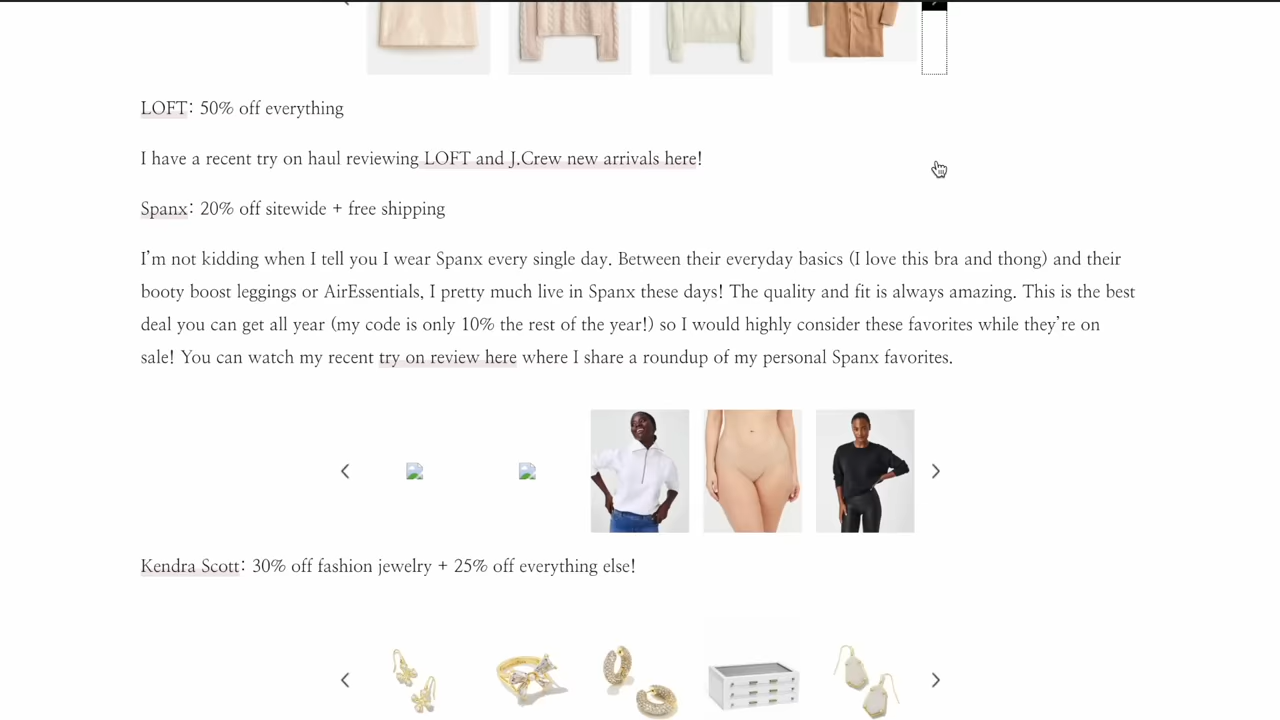 LOFT: 50% off everything
I have a recent try on haul reviewing LOFT and J.Crew new arrivals here!
Spanx: 20% off sitewide + free shipping
I'm not kidding when I tell you I wear Spanx every single day. Between their everyday basics (I love this bra and thong) and their
booty boost leggings or AirEssentials, I pretty much live in Spanx these days! The quality and fit is always amazing. This is the best
deal you can get all year (my code is only 10% the rest of the year!) so I would highly consider these favorites while they're on
sale! You can watch my recent try on review here where I share a roundup of my personal Spanx favorites.
Kendra Scott: 30% off fashion jewelry + 25% off everything else!